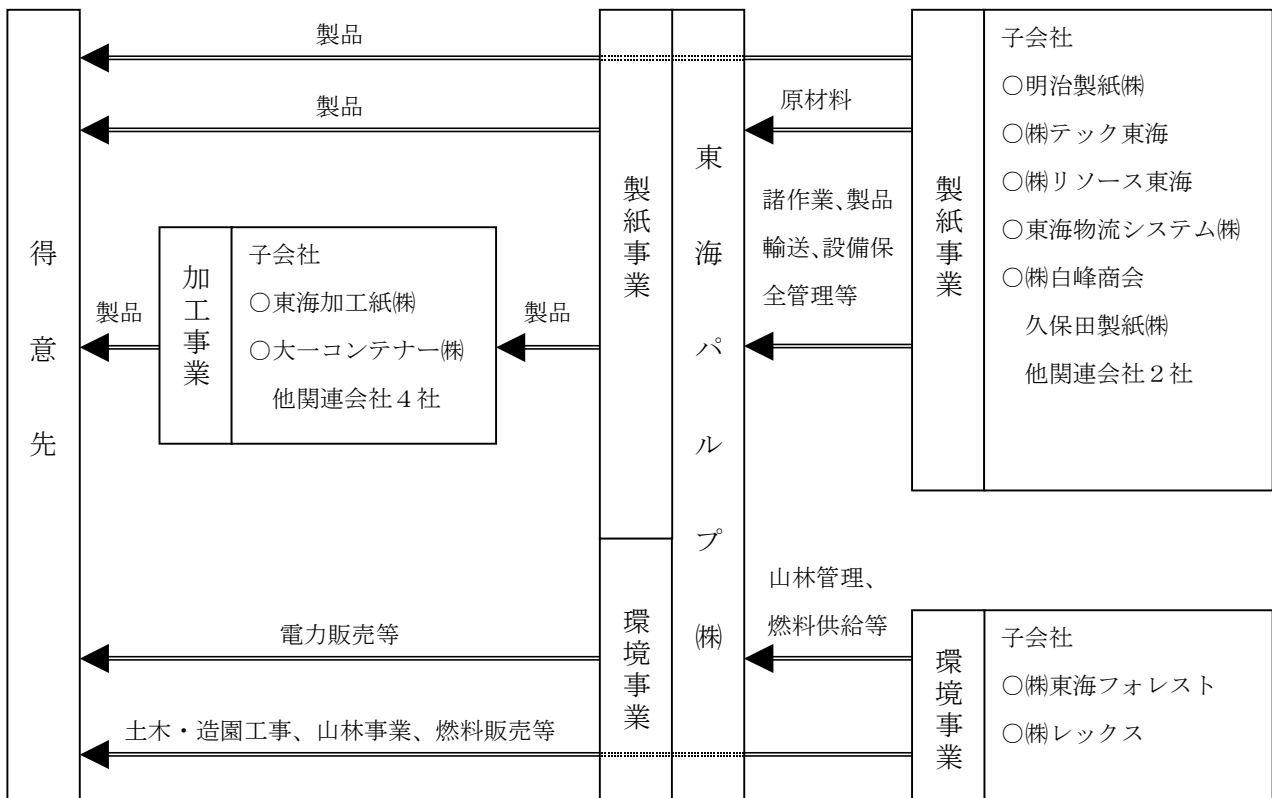 得意先
製品
製品
製品
加工事業
子会社
○東海加工紙㈱
○大一コンテナー㈱
他関連会社４社
製品
電力販売等
土木・造園工事、山林事業、燃料販売等
製紙事業
環境事業
東海パルプ㈱
原材料
諸作業、製品
輸送、設備保
全管理等
山林管理、
燃料供給等
製紙事業
子会社
○明治製紙㈱
○㈱テック東海
○㈱リソース東海
○東海物流システム㈱
○㈱白峰商会
久保田製紙㈱
他関連会社２社
環境事業
子会社
○㈱東海フォレスト
○㈱レックス